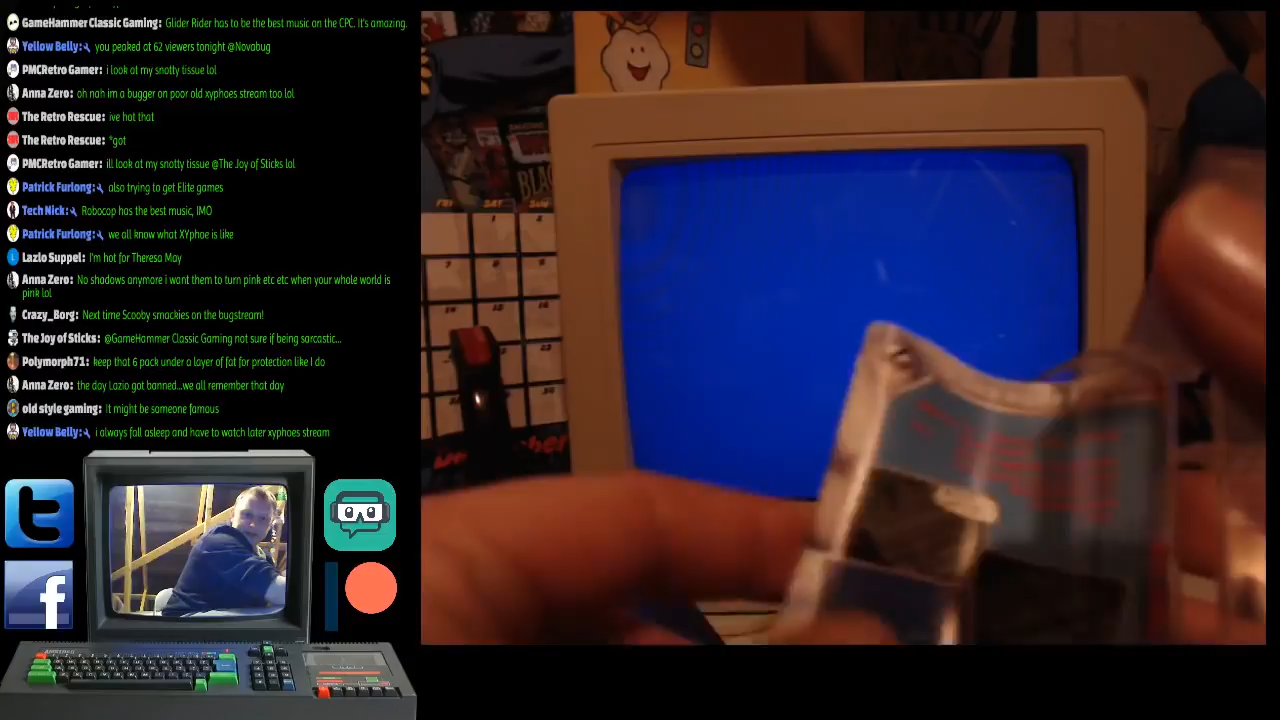 GameHammer Classic Gaming: Glider Rider has to be the best music on the CPC. It's amazing.
Yellow Belly: you peaked at 62 viewers tonight @Novabug
PMCRetro Gamer: i look at my snotty tissue lol
Anna Zero: oh nah im a bugger on poor old xyphoes stream too lol
The Retro Rescue: ive hot that
The Retro Rescue: *got
PMCRetro Gamer: ill look at my snotty tissue @The Joy of Sticks lol
Patrick Furlong: also trying to get Elite games
Tech Nick: Robocop has the best music, IMO
Patrick Furlong: we all know what XYphoe is like
Lazlo Suppel: I'm hot for Theresa May
Anna Zero: No shadows anymore i want them to turn pink etc etc when your whole world is
pink lol
Crazy_Borg: Next time Scooby smackies on the bugstream!
The Joy of Sticks: @GameHammer Classic Gaming not sure if being sarcastic...
Polymorph71: keep that 6 pack under a layer of fat for protection like I do
Anna Zero: the day Lazlo got banned...we all remember that day
old style gaming: It might be someone famous
Yellow Belly: i always fall asleep and have to watch later xyphoes stream
FRI SAT Sun
AMSTRAD